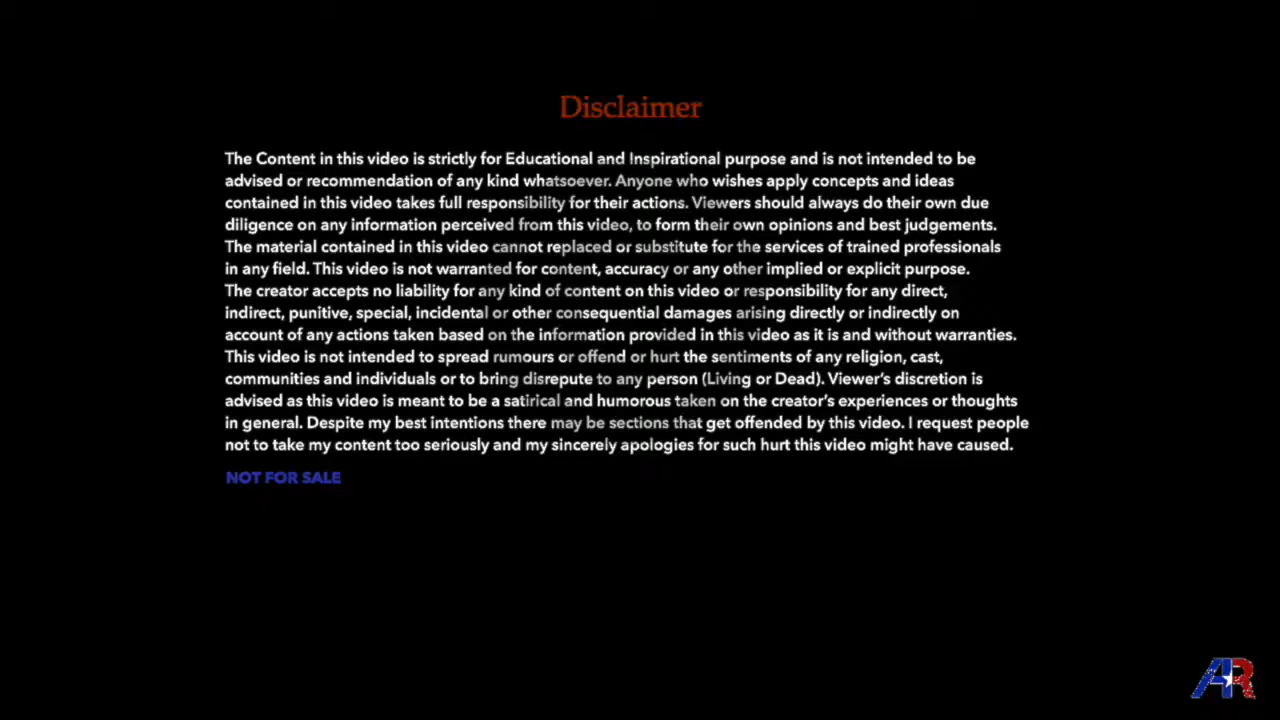 Disclaimer
The Content in this video is strictly for Educational and Inspirational purpose and is not intended to be
advised or recommendation of any kind whatsoever. Anyone who wishes apply concepts and ideas
contained in this video takes full responsibility for their actions. Viewers should always do their own due
diligence on any information perceived from this video, to form their own opinions and best judgements.
The material contained in this video cannot replaced or substitute for the services of trained professionals
in any field. This video is not warranted for content, accuracy or any other implied or explicit purpose.
The creator accepts no liability for any kind of content on this video or responsibility for any direct,
indirect, punitive, special, incidental or other consequential damages arising directly or indirectly on
account of any actions taken based on the information provided in this video as it is and without warranties.
This video is not intended to spread rumours or offend or hurt the sentiments of any religion, cast,
communities and individuals or to bring disrepute to any person (Living or Dead). Viewer's discretion is
advised as this video is meant to be a satirical and humorous taken on the creator's experiences or thoughts
in general. Despite my best intentions there may be sections that get offended by this video. I request people
not to take my content too seriously and my sincerely apologies for such hurt this video might have caused.
NOT FOR SALE
AR